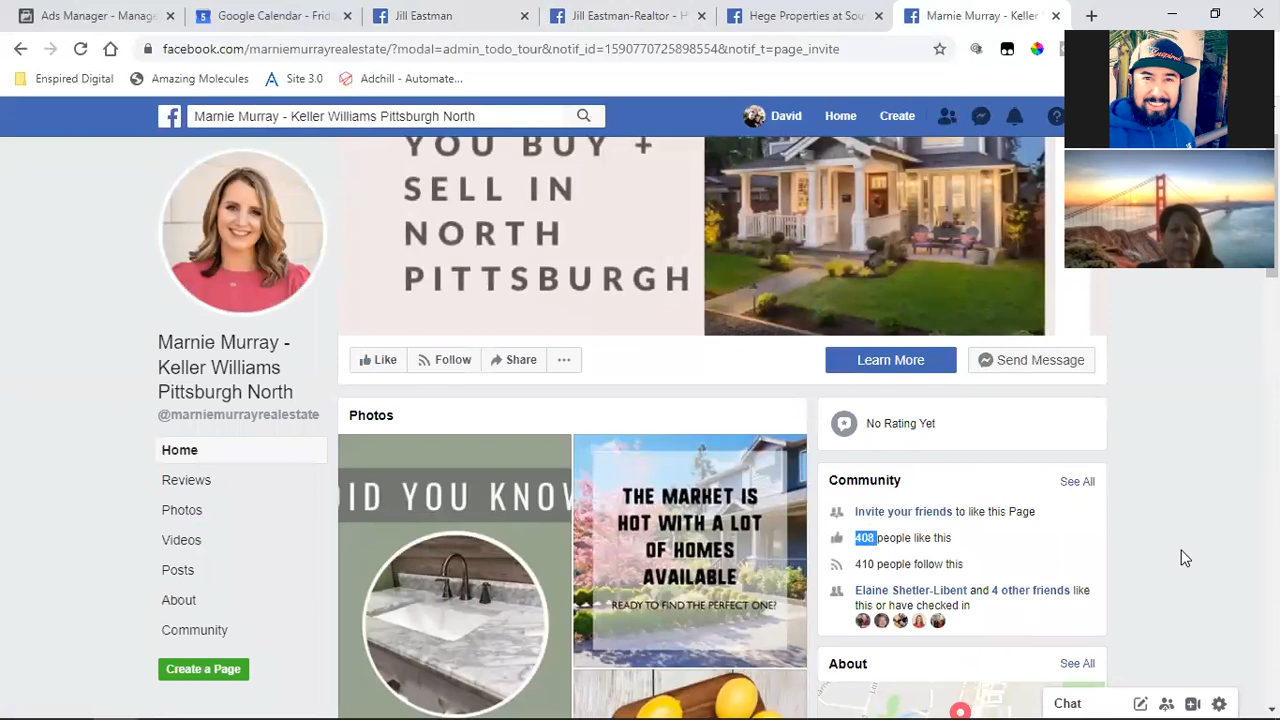 Ads Manager - Manage
Google Calendar - Frid
Jill Eastman
Jill Eastman-Realtor - H
Hege Properties at Sou
Marnie Murray - Keller
facebook.com/marniemurrayrealestate/?modal=admin_todo_tour&notif_id=1590770725898554&notif_t=page_invite
Enspired Digital
Amazing Molecules
Site 3.0
Adchill - Automate...
Marnie Murray - Keller Williams Pittsburgh North
David
Home
Create
YOU BUY +
SELL IN
NORTH
PITTSBURGH
Marnie Murray -
Keller Williams
Pittsburgh North
@marniemurrayrealestate
Like
Follow
Share
Learn More
Send Message
Home
Reviews
Photos
Videos
Posts
About
Community
Create a Page
Photos
DID YOU KNOW
THE MARKET IS
HOT WITH A LOT
OF HOMES
AVAILABLE
READY TO FIND THE PERFECT ONE?
No Rating Yet
Community
See All
Invite your friends to like this Page
408 people like this
410 people follow this
Elaine Shetler-Libent and 4 other friends like
this or have checked in
About
See All
Chat